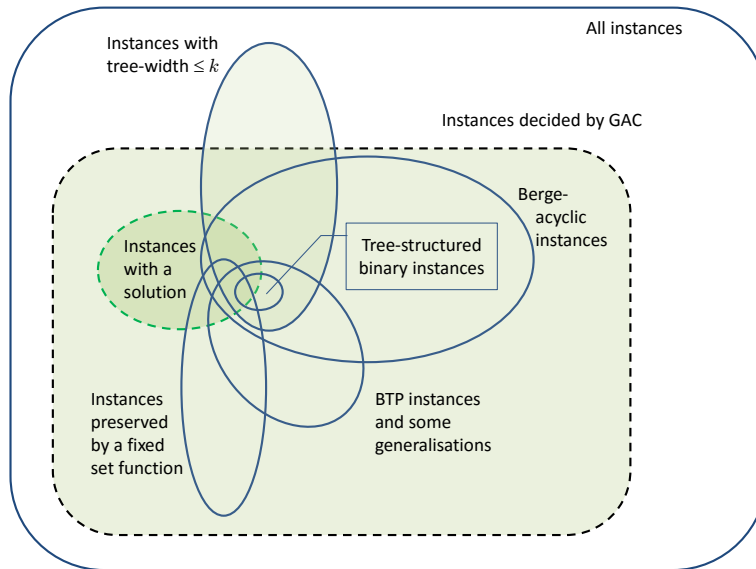 All instances
Instances with
tree-width ≤ k
Instances decided by GAC
Berge-
acyclic
instances
Instances
with a
solution
Tree-structured
binary instances
Instances
preserved
by a fixed
set function
BTP instances
and some
generalisations